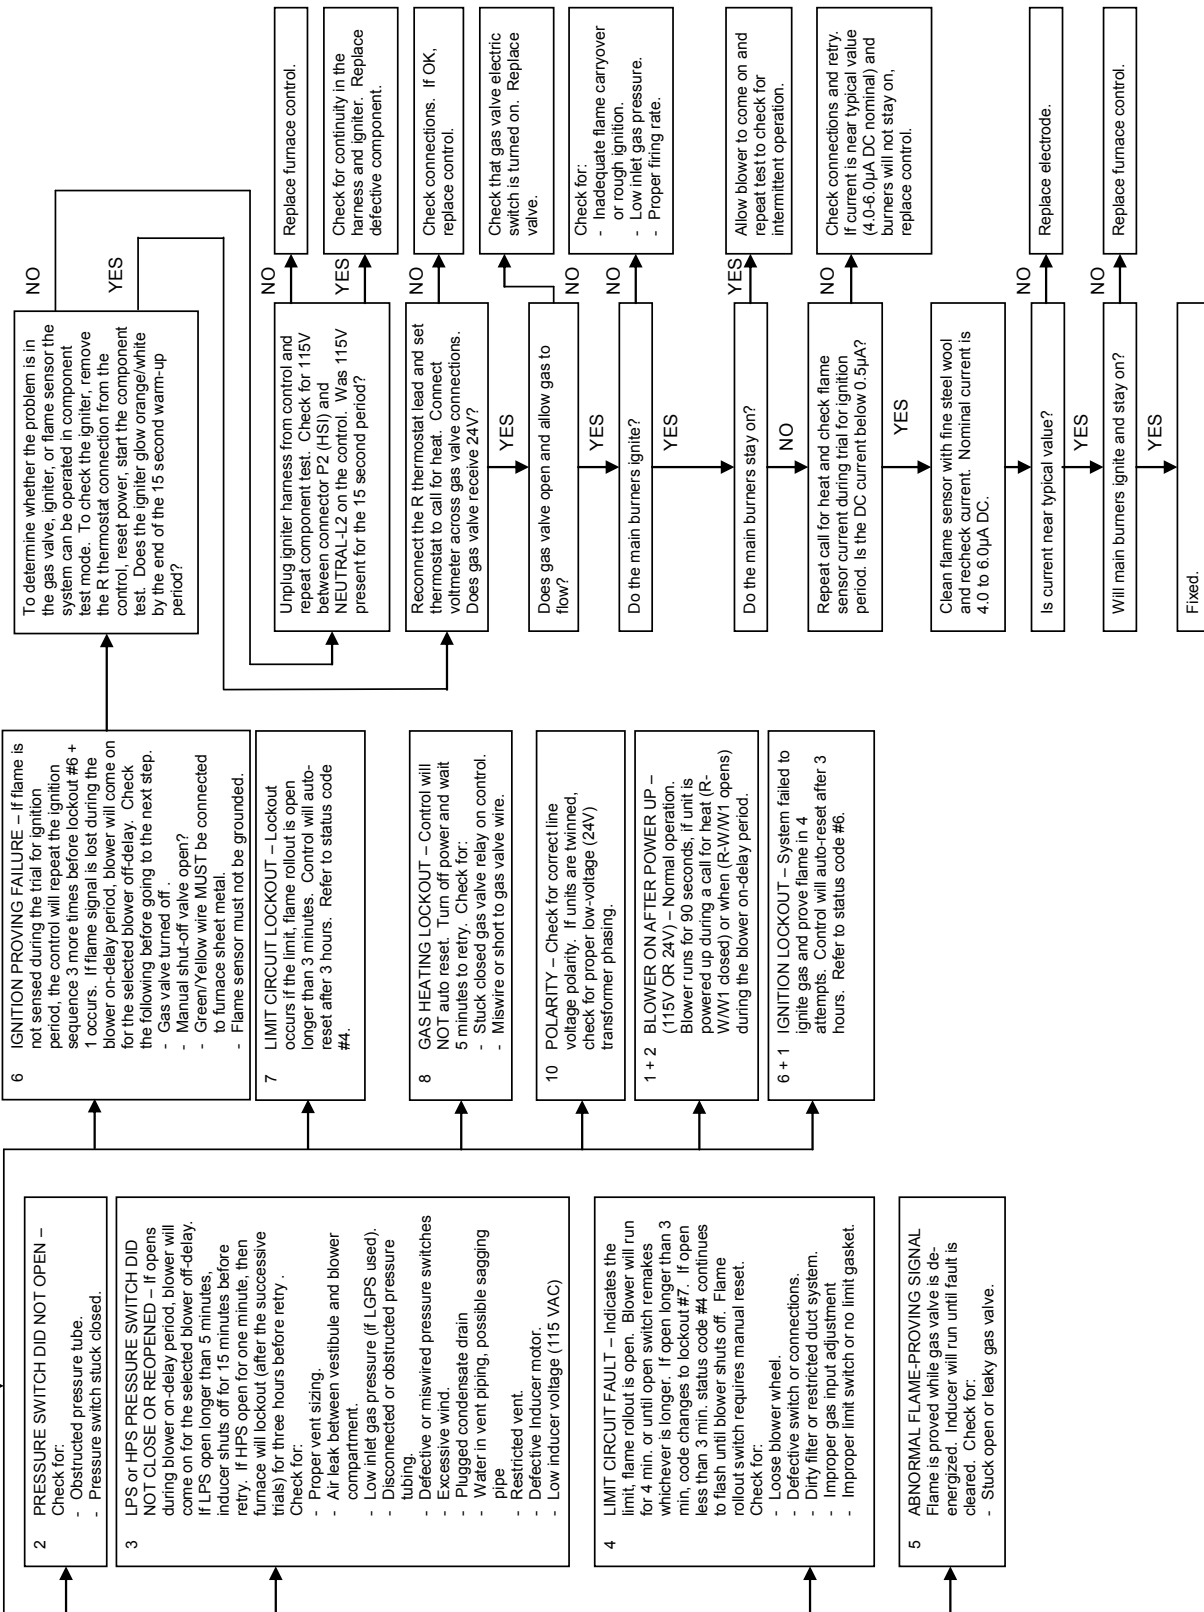 2 PRESSURE SWITCH DID NOT OPEN –
Check for:
- Obstructed pressure tube.
- Pressure switch stuck closed.
3 LPS or HPS PRESSURE SWITCH DID
NOT CLOSE OR REOPENED – If opens
during blower on-delay period, blower will
come on for the selected blower off-delay.
If LPS open longer than 5 minutes,
inducer shuts off for 15 minutes before
retry. If HPS open for one minute, then
furnace will lockout (after the successive
trials) for three hours before retry .
Check for:
- Proper vent sizing.
- Air leak between vestibule and blower
compartment.
- Low inlet gas pressure (if LGPS used).
- Disconnected or obstructed pressure
tubing.
- Defective or miswired pressure switches
- Excessive wind.
- Plugged condensate drain
- Water in vent piping, possible sagging
pipe
- Restricted vent.
- Defective Inducer motor.
- Low inducer voltage (115 VAC)
4 LIMIT CIRCUIT FAULT – Indicates the
limit, flame rollout is open. Blower will run
for 4 min. or until open switch remakes
whichever is longer. If open longer than 3
min, code changes to lockout #7. If open
less than 3 min. status code #4 continues
to flash until blower shuts off. Flame
rollout switch requires manual reset.
Check for:
- Loose blower wheel.
- Defective switch or connections.
- Dirty filter or restricted duct system.
- Improper gas input adjustment
- Improper limit switch or no limit gasket.
5 ABNORMAL FLAME-PROVING SIGNAL
Flame is proved while gas valve is de-
energized. Inducer will run until fault is
cleared. Check for:
- Stuck open or leaky gas valve.
6 IGNITION PROVING FAILURE – If flame is
not sensed during the trial for ignition
period, the control will repeat the ignition
sequence 3 more times before lockout #6 +
1 occurs. If flame signal is lost during the
blower on-delay period, blower will come on
for the selected blower off-delay. Check
the following before going to the next step.
- Gas valve turned off .
- Manual shut-off valve open?
- Green/Yellow wire MUST be connected
to furnace sheet metal.
- Flame sensor must not be grounded.
7 LIMIT CIRCUIT LOCKOUT – Lockout
occurs if the limit, flame rollout is open
longer than 3 minutes. Control will auto-
reset after 3 hours. Refer to status code
#4.
8 GAS HEATING LOCKOUT – Control will
NOT auto reset. Turn off power and wait
5 minutes to retry. Check for:
- Stuck closed gas valve relay on control.
- Miswire or short to gas valve wire.
10 POLARITY – Check for correct line
voltage polarity. If units are twinned,
check for proper low-voltage (24V)
transformer phasing.
1 + 2 BLOWER ON AFTER POWER UP –
(115V OR 24V) – Normal operation.
Blower runs for 90 seconds, if unit is
powered up during a call for heat (R-
W/W1 closed) or when (R-W/W1 opens)
during the blower on-delay period.
6 + 1 IGNITION LOCKOUT – System failed to
ignite gas and prove flame in 4
attempts. Control will auto-reset after 3
hours. Refer to status code #6.
To determine whether the problem is in
the gas valve, igniter, or flame sensor the
system can be operated in component
test mode. To check the igniter, remove
the R thermostat connection from the
control, reset power, start the component
test. Does the igniter glow orange/white
by the end of the 15 second warm-up
period?
NO
YES
Unplug igniter harness from control and
repeat component test. Check for 115V
between connector P2 (HSI) and
NEUTRAL-L2 on the control. Was 115V
present for the 15 second period?
NO
Replace furnace control.
YES
Check for continuity in the
harness and igniter. Replace
defective component.
Reconnect the R thermostat lead and set
thermostat to call for heat. Connect
voltmeter across gas valve connections.
Does gas valve receive 24V?
NO
Check connections. If OK,
replace control.
YES
Does gas valve open and allow gas to
flow?
NO
Check that gas valve electric
switch is turned on. Replace
valve.
YES
Do the main burners ignite?
NO
Check for:
- Inadequate flame carryover
or rough ignition.
- Low inlet gas pressure.
- Proper firing rate.
YES
Do the main burners stay on?
YES
Allow blower to come on and
repeat test to check for
intermittent operation.
NO
Repeat call for heat and check flame
sensor current during trial for ignition
period. Is the DC current below 0.5µA?
NO
Check connections and retry.
If current is near typical value
(4.0-6.0µA DC nominal) and
burners will not stay on,
replace control.
YES
Clean flame sensor with fine steel wool
and recheck current. Nominal current is
4.0 to 6.0µA DC.
Is current near typical value?
NO
Replace electrode.
YES
Will main burners ignite and stay on?
NO
Replace furnace control.
YES
Fixed.